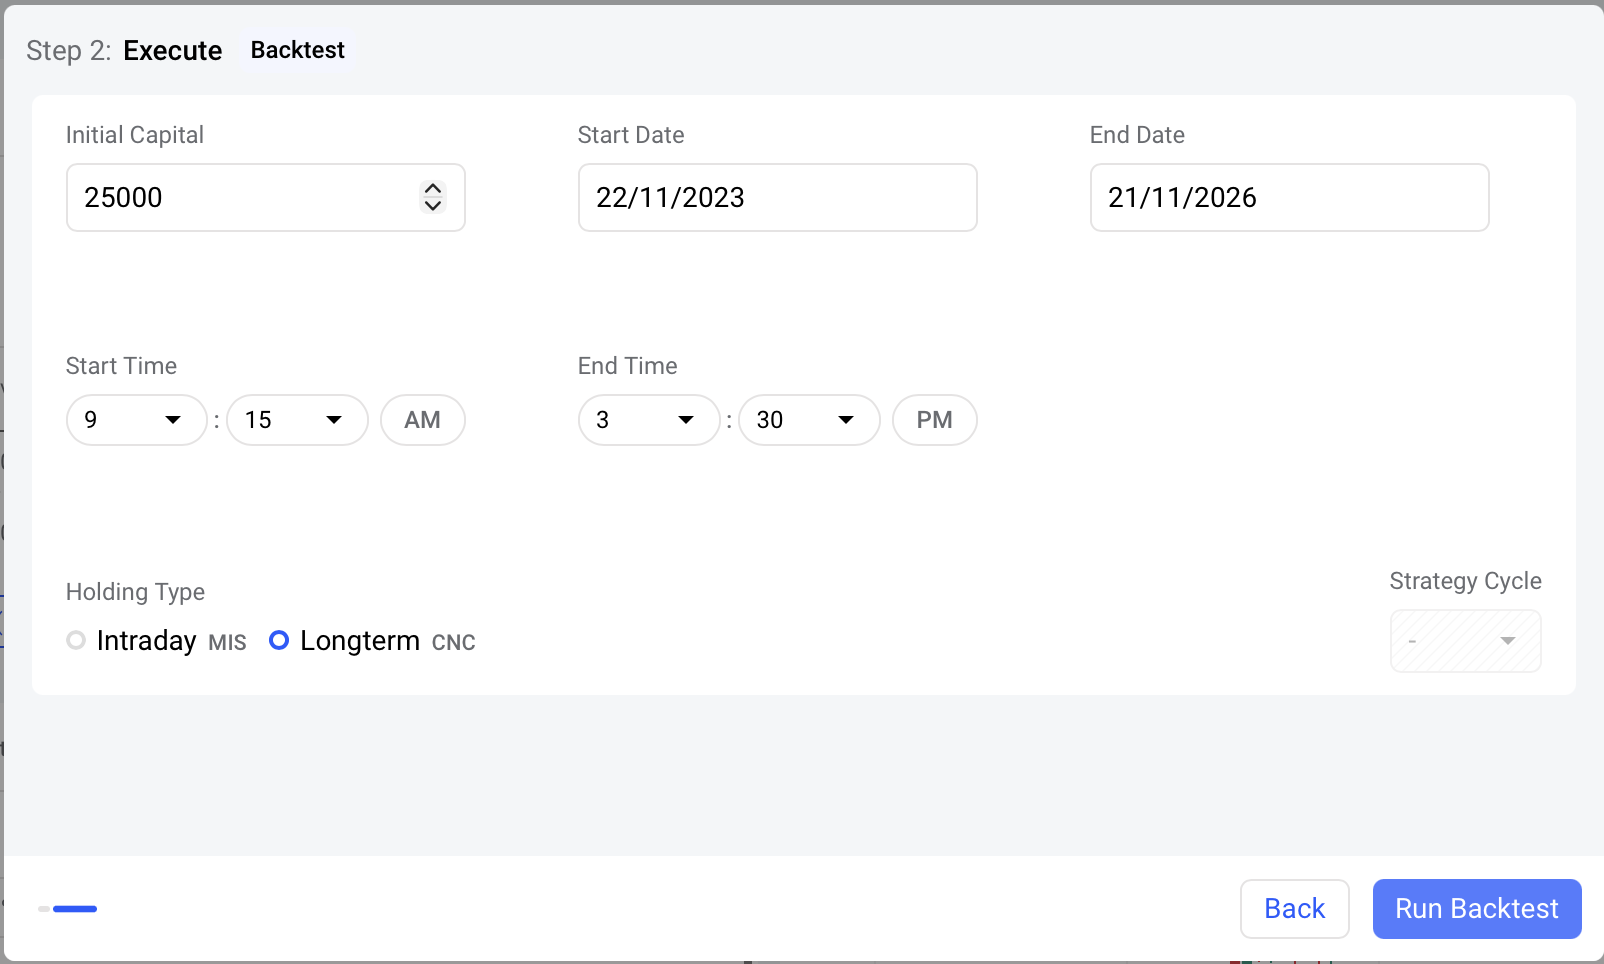 Step 2: Execute Backtest
Initial Capital
Start Date
End Date
25000
22/11/2023
21/11/2026
Start Time
End Time
9 : 15 AM
3 : 30 PM
Holding Type
Strategy Cycle
Intraday MIS
Longterm CNC
-
Back
Run Backtest